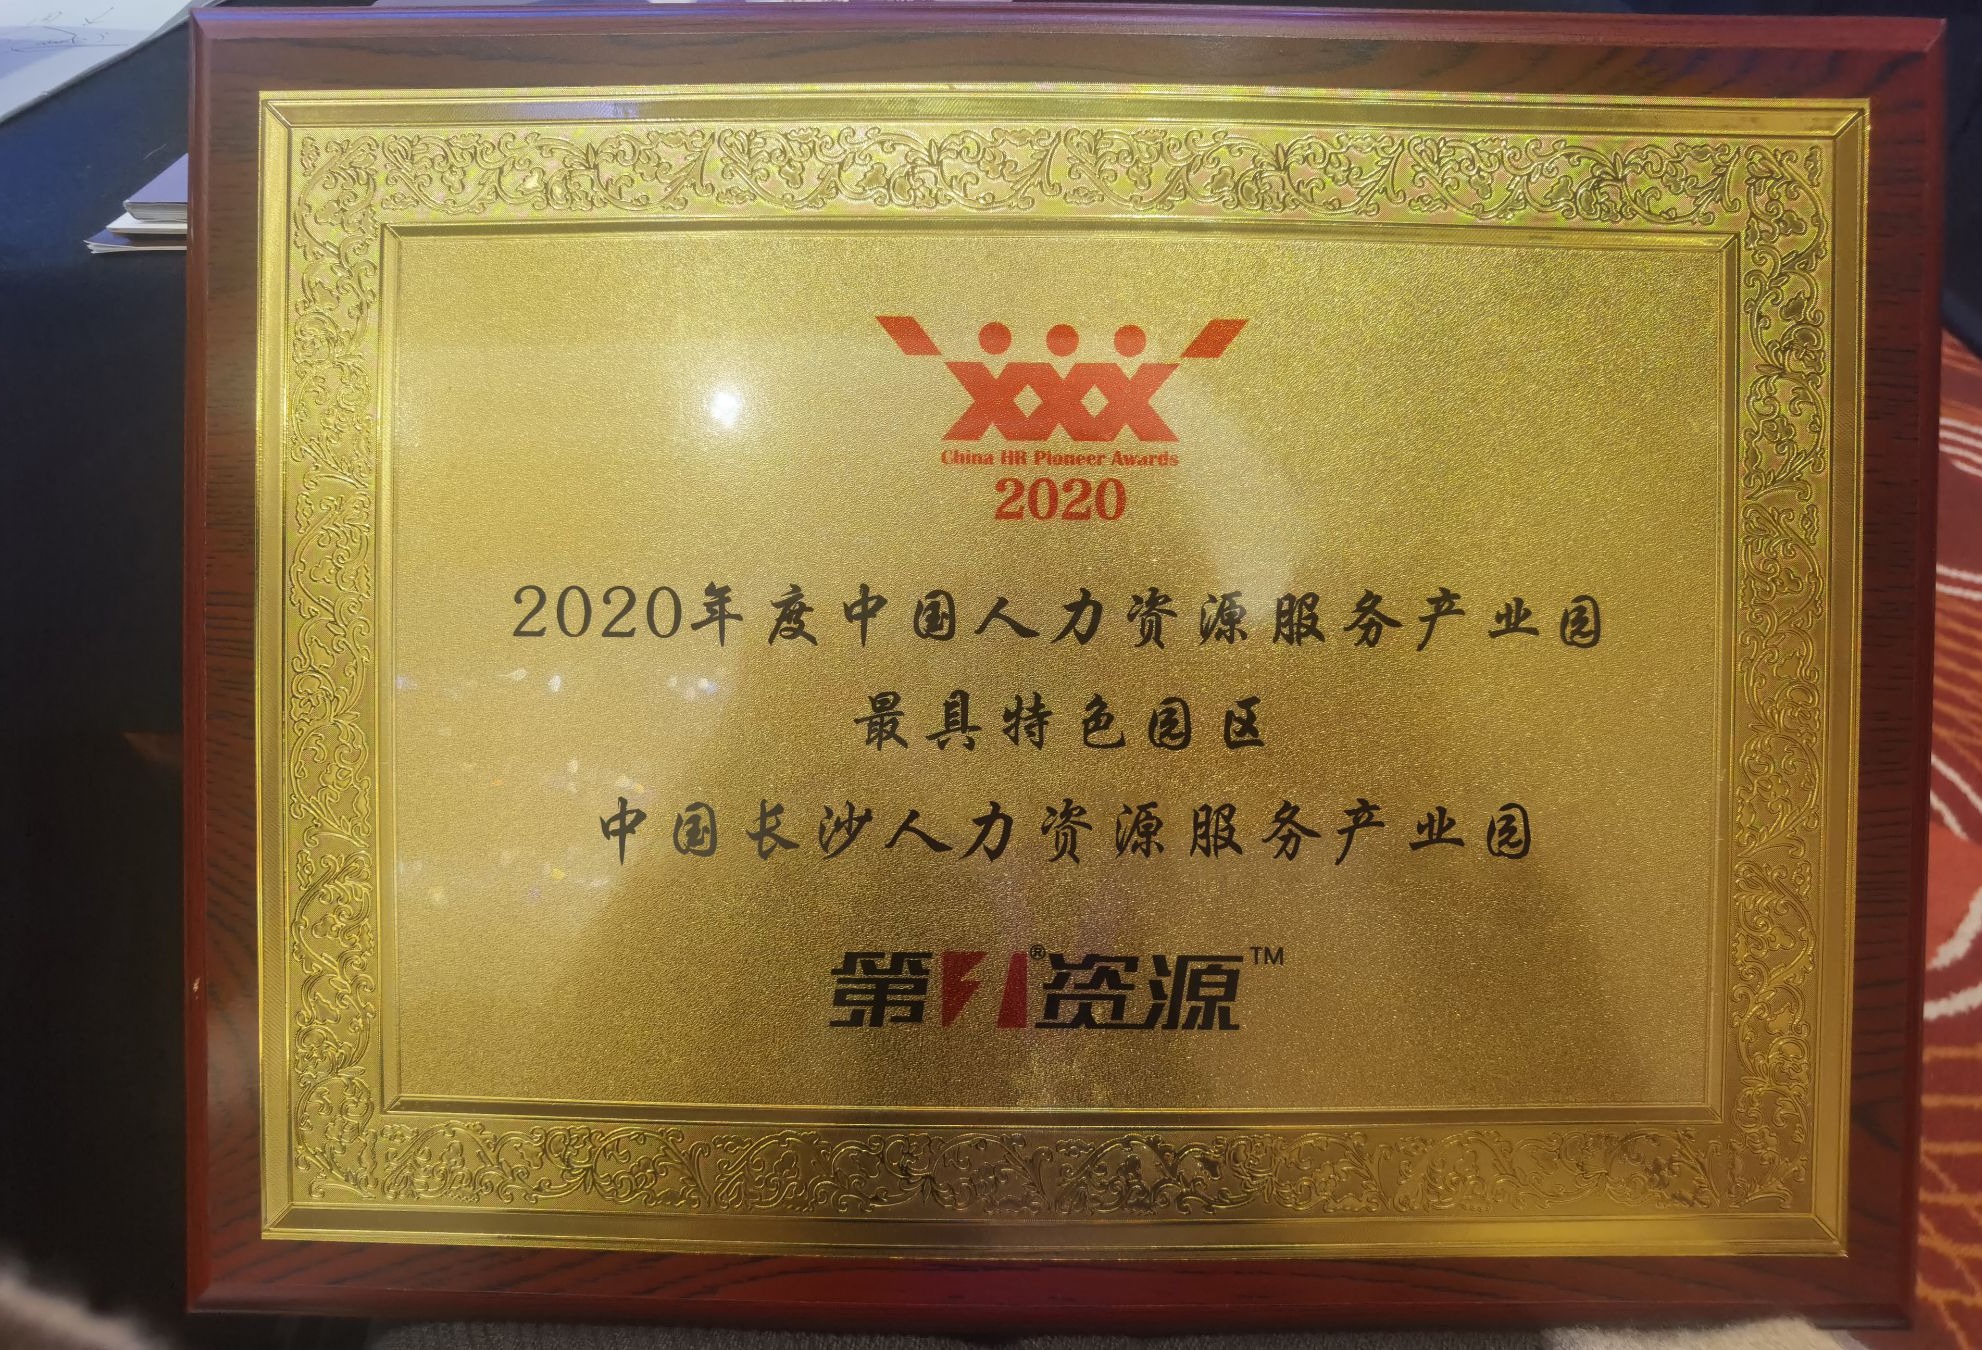 China HR Pioneer Awards
2020
2020年度中国人力资源服务产业园
最具特色园区
中国长沙人力资源服务产业园
第1®资源™